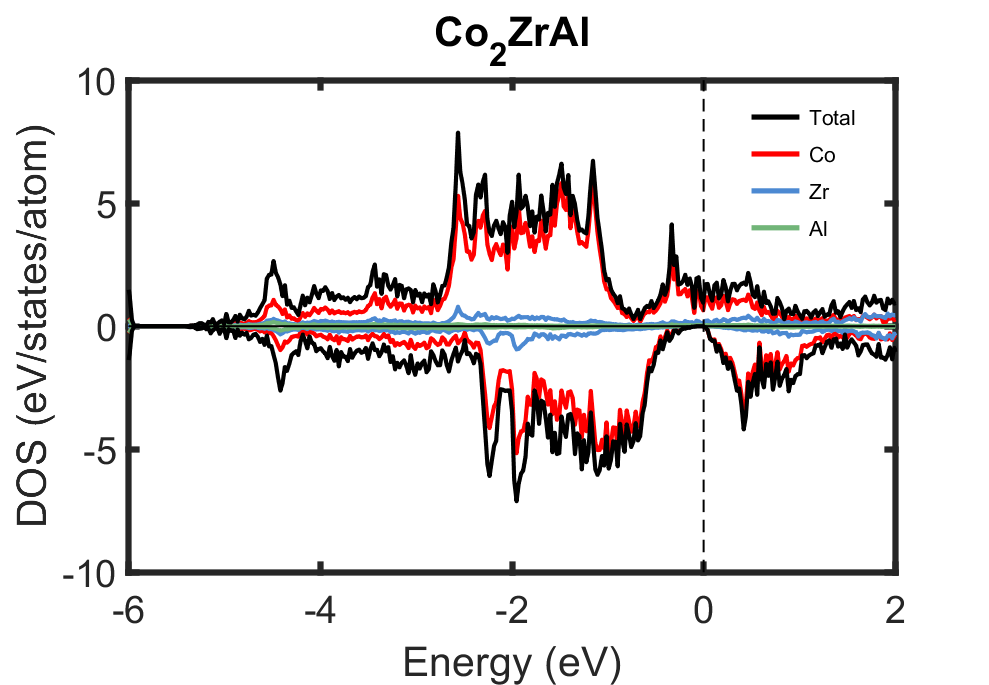 Co₂ZrAl
DOS (eV/states/atom)
10
5
0
-5
-10
Total
Co
Zr
Al
-6 -4 -2 0 2
Energy (eV)